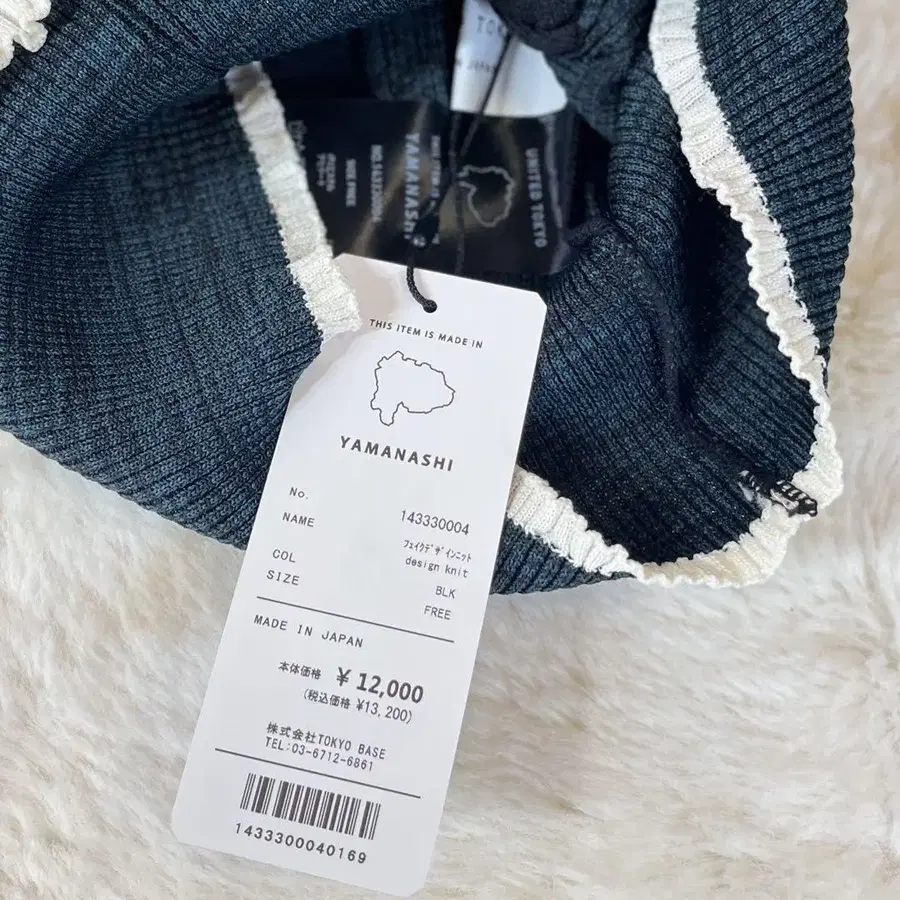 THIS ITEM IS MADE IN
YAMANASHI
No. 143330004
NAME フェイクデザインニット
design knit
COL BLK
SIZE FREE
MADE IN JAPAN
本体価格 ¥ 12,000
(税込価格 ¥13,200)
株式会社TOKYO BASE
TEL:03-6712-6861
1433300040169
UNITED TOKYO
YAMANASHI
NO.143330004